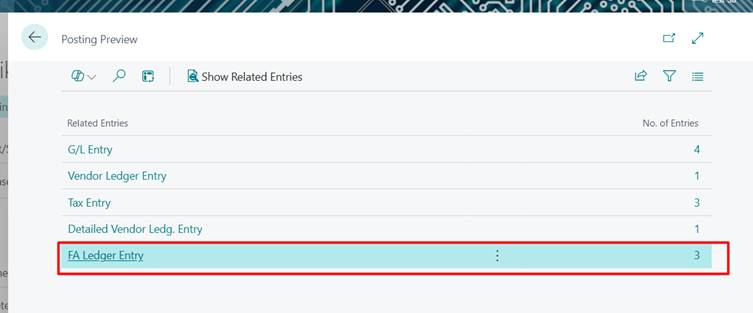 Posting Preview
Show Related Entries
Related Entries No. of Entries
G/L Entry 4
Vendor Ledger Entry 1
Tax Entry 3
Detailed Vendor Ledg. Entry 1
FA Ledger Entry 3